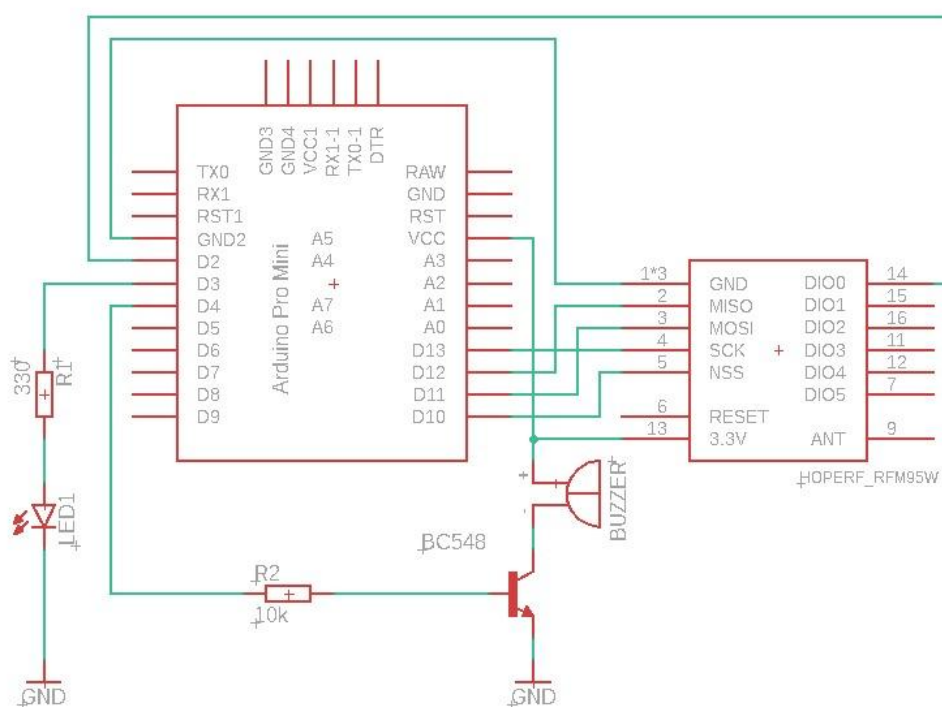 GND3
GND4
VCC1
RX1-1
TX0-1
DTR
TX0
RX1
RST1
GND2
D2
D3
D4
D5
D6
D7
D8
D9
Arduino Pro Mini
A5
A4
A7
A6
RAW
GND
RST
VCC
A3
A2
A1
A0
D13
D12
D11
D10
1*3
2
3
4
5
6
13
GND
MISO
MOSI
SCK
NSS
RESET
3.3V
DIO0
DIO1
DIO2
DIO3
DIO4
DIO5
ANT
14
15
16
11
12
7
9
HOPERF_RFM95W
330
R1
LED1
GND
R2
10k
BC548
+
-
BUZZER
GND